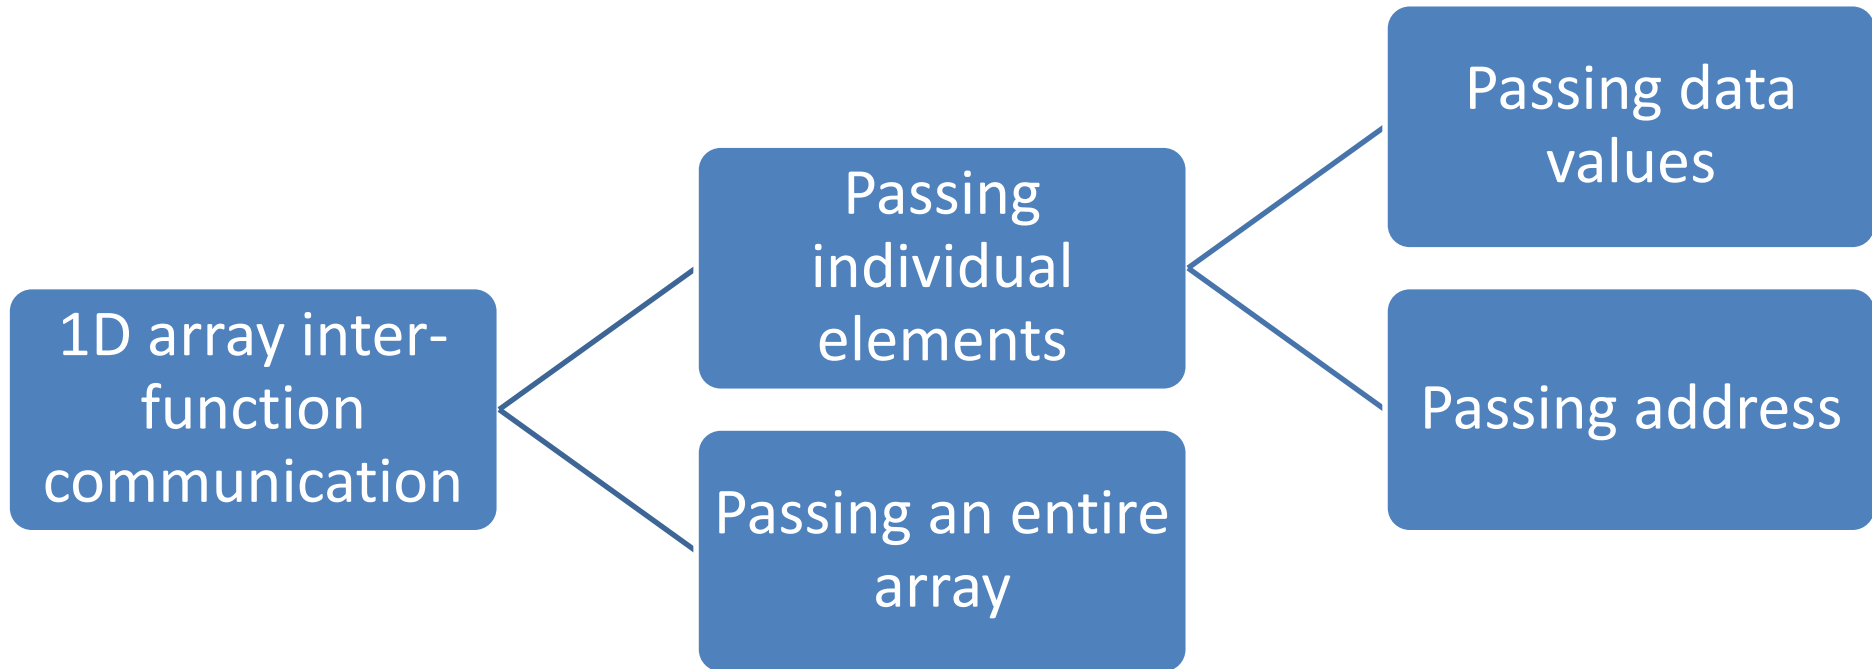 1D array inter-
function
communication
Passing
individual
elements
Passing an entire
array
Passing data
values
Passing address